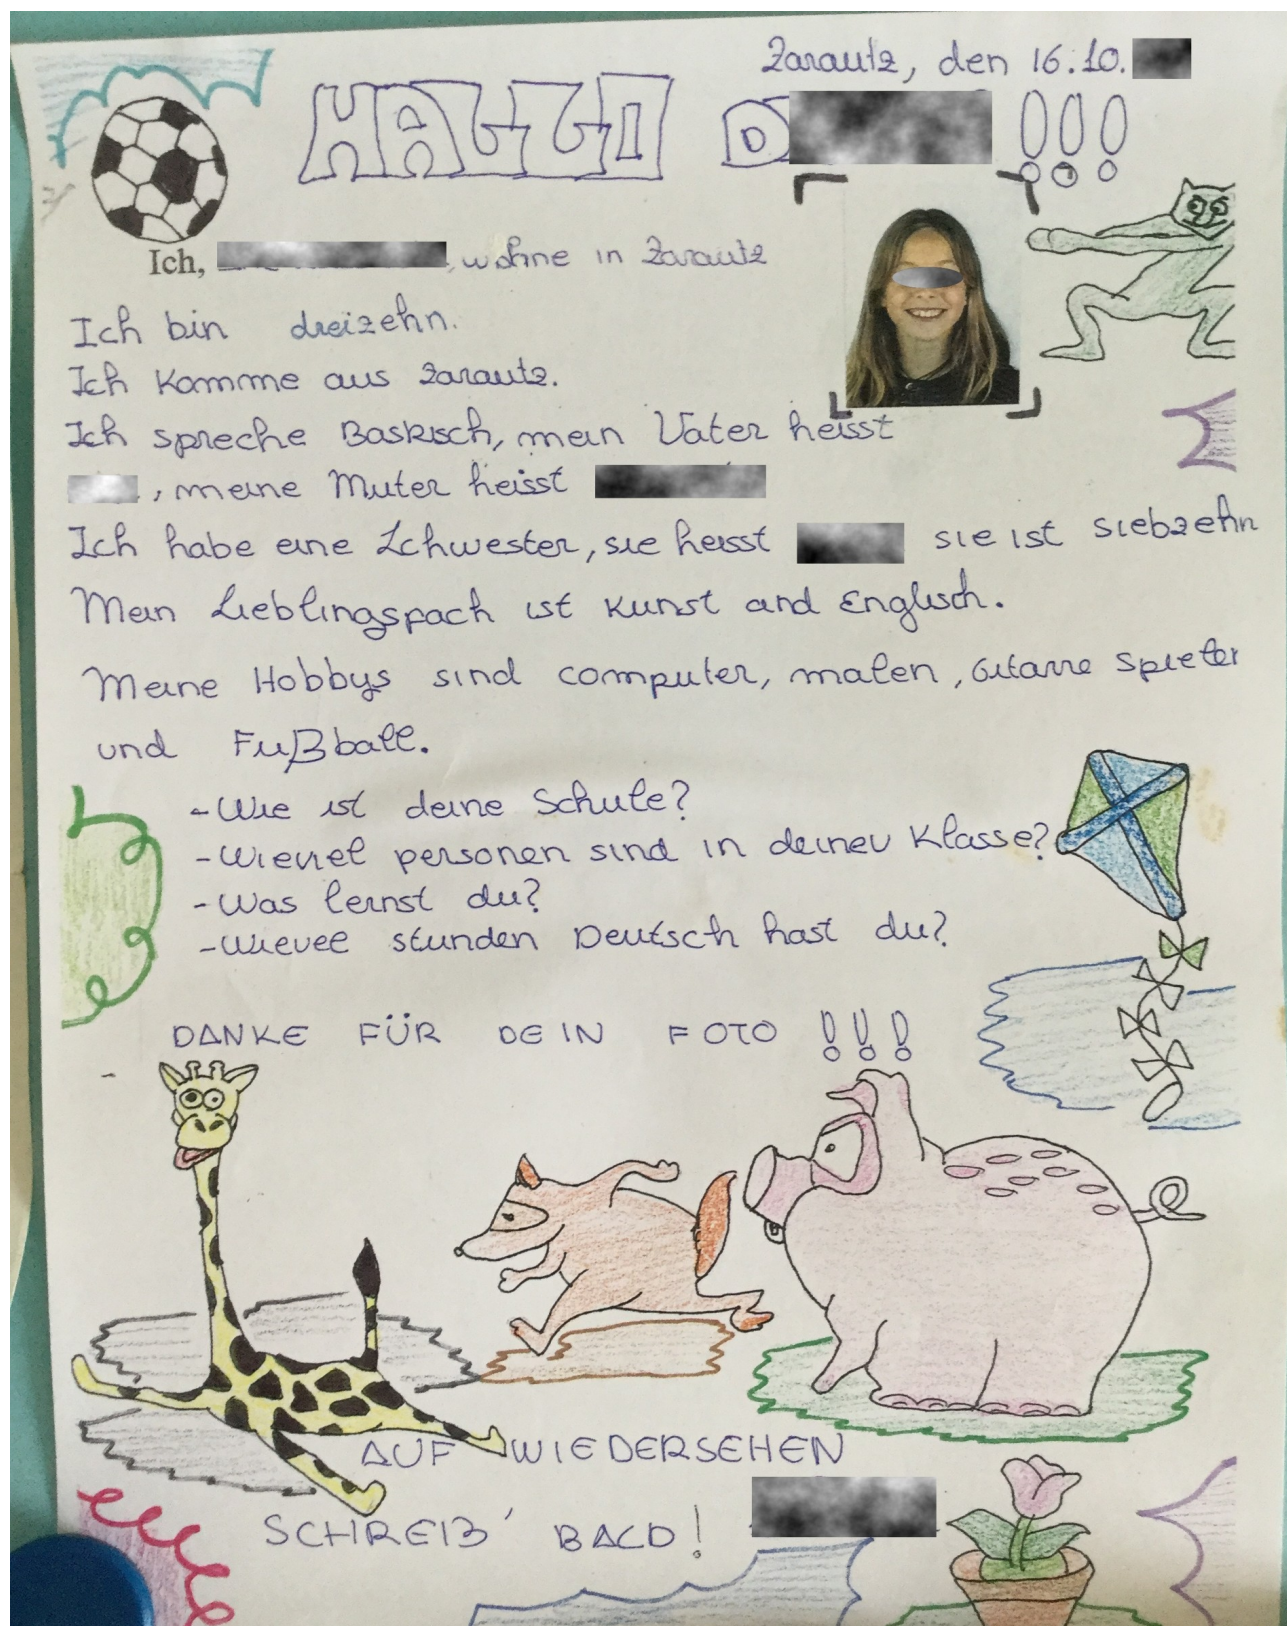 Zarautz, den 16.10.
HALLO D !!!
Ich, , wohne in Zarautz
Ich bin dreizehn.
Ich komme aus Zarautz.
Ich spreche Baskisch, mein Vater heisst
, meine Muter heisst
Ich habe eine Schwester, sie heisst sie ist siebzehn
Mein Lieblingspach ist Kunst and Englisch.
Meine Hobbys sind computer, malen, Gitarre spieler
und Fußball.
- Wie ist deine Schule?
- Wieviel personen sind in deiner Klasse?
- Was lernst du?
- Wievel stunden Deutsch hast du?
DANKE FÜR DEIN FOTO !!!
AUF WIEDERSEHEN
SCHREIB' BALD!